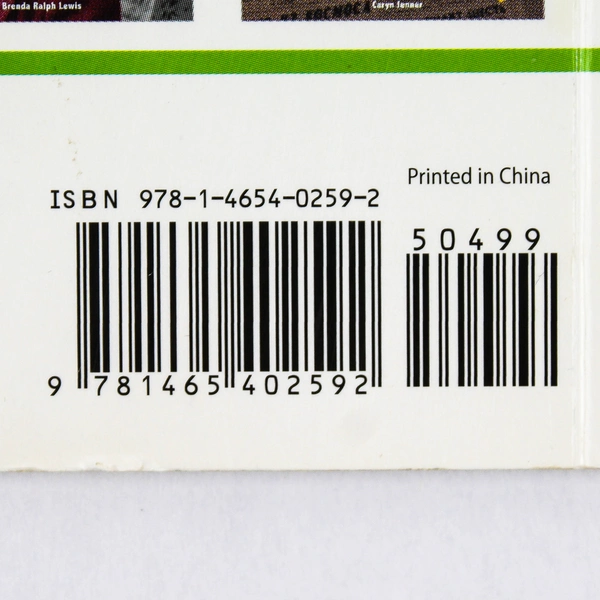 Brenda Ralph Lewis
Caryn Jenner
Printed in China
ISBN 978-1-4654-0259-2
50499
9 781465 402592